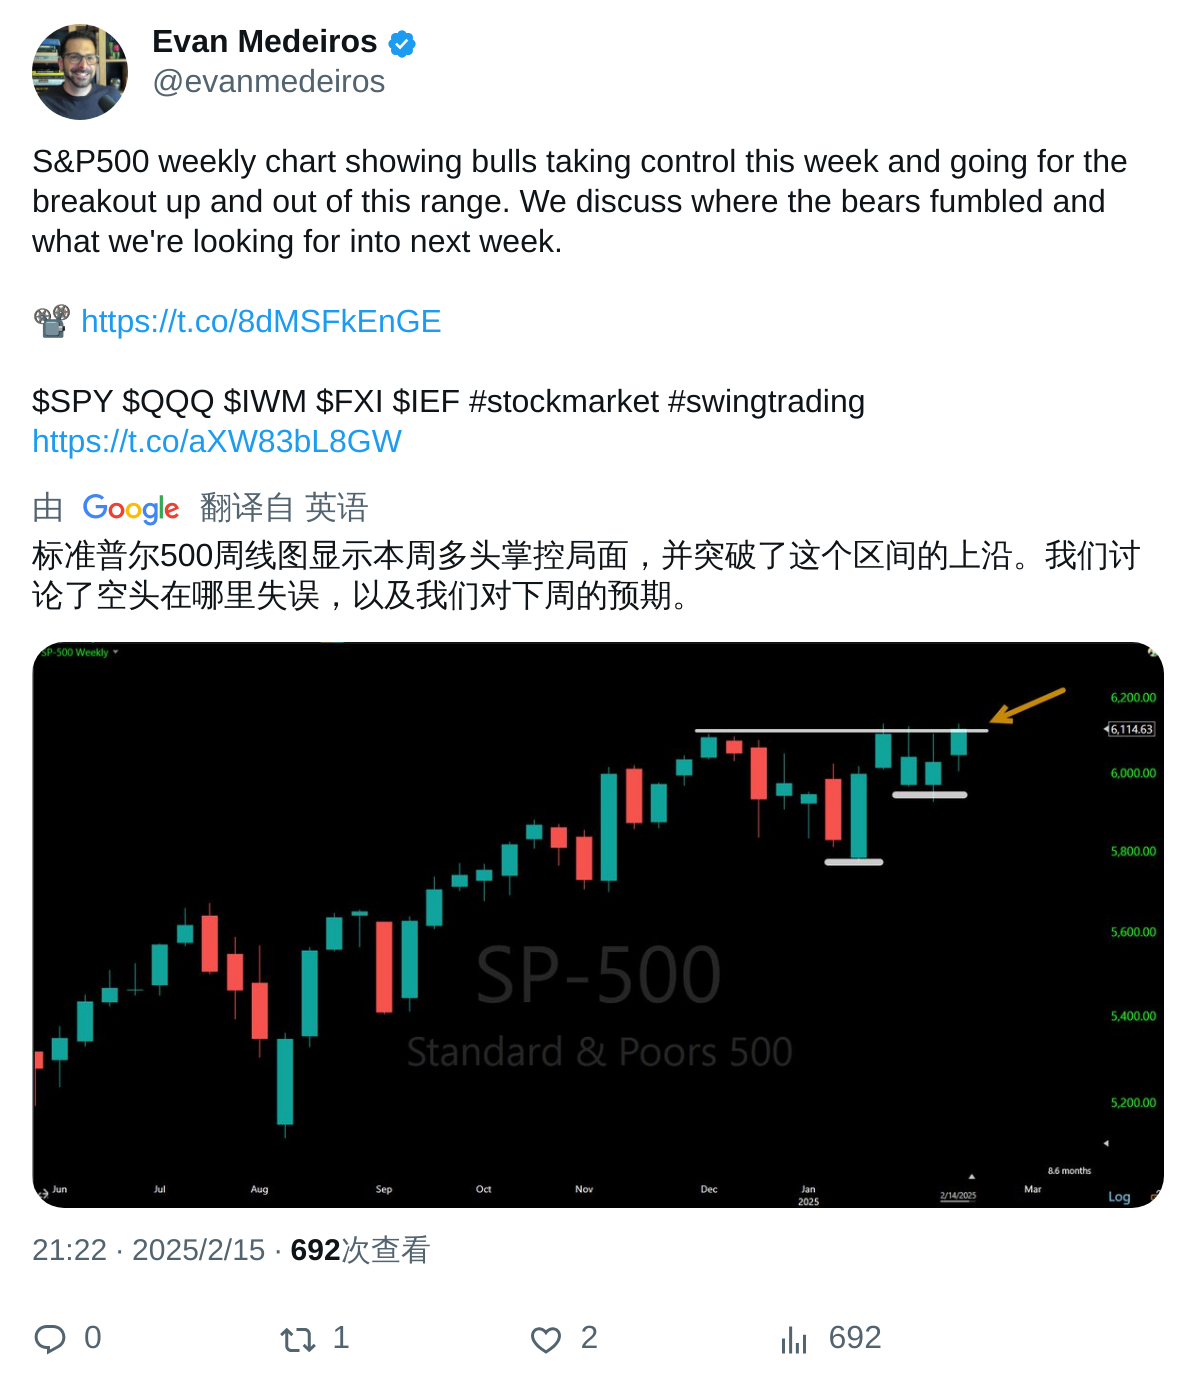 Evan Medeiros
@evanmedeiros
S&P500 weekly chart showing bulls taking control this week and going for the
breakout up and out of this range. We discuss where the bears fumbled and
what we're looking for into next week.
📽 https://t.co/8dMSFkEnGE
$SPY $QQQ $IWM $FXI $IEF #stockmarket #swingtrading
https://t.co/aXW83bL8GW
由 Google 翻译自 英语
标准普尔500周线图显示本周多头掌控局面，并突破了这个区间的上沿。我们讨
论了空头在哪里失误，以及我们对下周的预期。
SP-500 Weekly
6,200.00
6,114.63
6,000.00
5,800.00
5,600.00
SP-500
5,400.00
Standard & Poors 500
5,200.00
8.6 months
Jun Jul Aug Sep Oct Nov Dec Jan 2/14/2025 Mar Log
2025
21:22 · 2025/2/15 · 692次查看
0 1 2 692